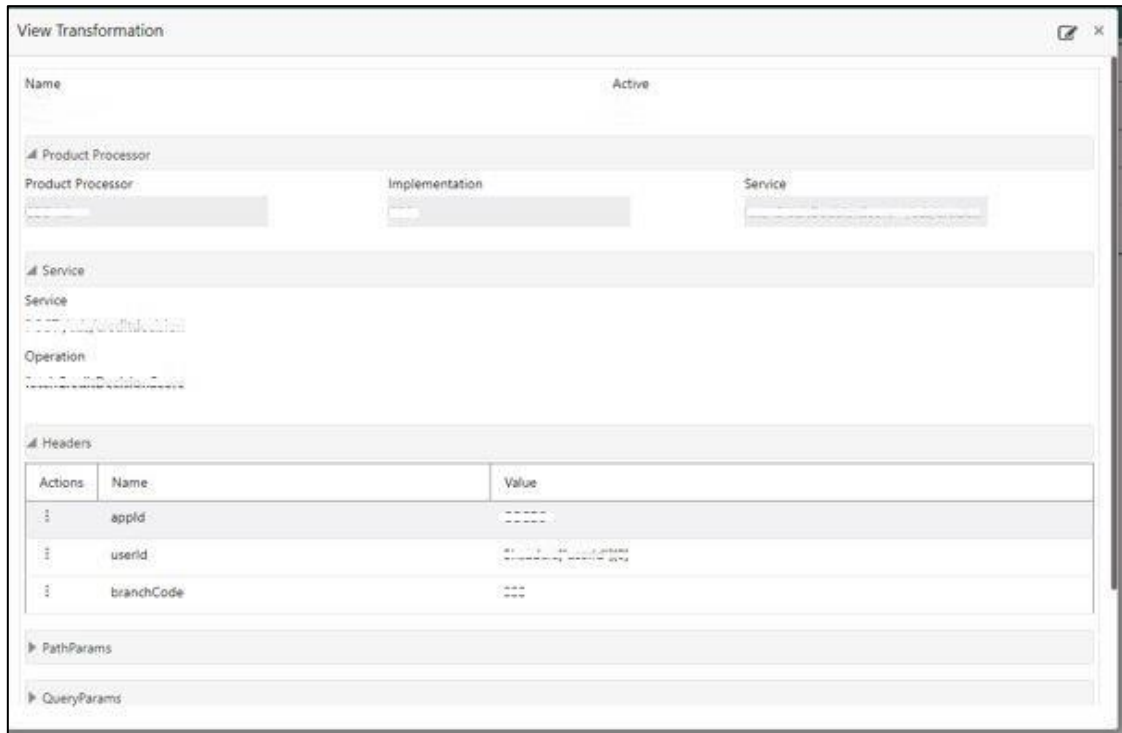 View Transformation
Name Active
Product Processor
Product Processor Implementation Service
Service
Service
Operation
Headers
Actions Name Value
appId
userId
branchCode
PathParams
QueryParams